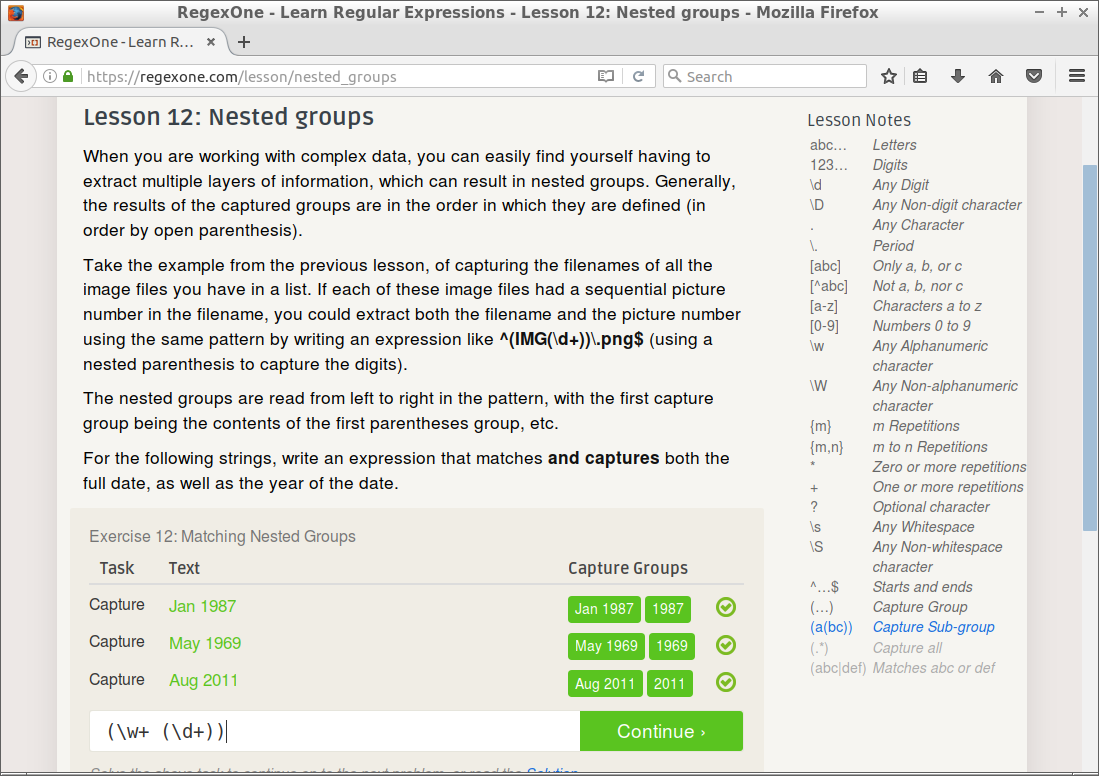 RegexOne - Learn Regular Expressions - Lesson 12: Nested groups - Mozilla Firefox
RegexOne - Learn R...
https://regexone.com/lesson/nested_groups
Search
Lesson 12: Nested groups
When you are working with complex data, you can easily find yourself having to
extract multiple layers of information, which can result in nested groups. Generally,
the results of the captured groups are in the order in which they are defined (in
order by open parenthesis).
Take the example from the previous lesson, of capturing the filenames of all the
image files you have in a list. If each of these image files had a sequential picture
number in the filename, you could extract both the filename and the picture number
using the same pattern by writing an expression like ^(IMG(\d+))\.png$ (using a
nested parenthesis to capture the digits).
The nested groups are read from left to right in the pattern, with the first capture
group being the contents of the first parentheses group, etc.
For the following strings, write an expression that matches and captures both the
full date, as well as the year of the date.
Exercise 12: Matching Nested Groups
Task Text Capture Groups
Capture Jan 1987 Jan 1987 1987
Capture May 1969 May 1969 1969
Capture Aug 2011 Aug 2011 2011
(\w+ (\d+))
Continue ›
Solve the above task to continue on to the next problem, or read the Solution.
Lesson Notes
abc… Letters
123… Digits
\d Any Digit
\D Any Non-digit character
. Any Character
\. Period
[abc] Only a, b, or c
[^abc] Not a, b, nor c
[a-z] Characters a to z
[0-9] Numbers 0 to 9
\w Any Alphanumeric
character
\W Any Non-alphanumeric
character
{m} m Repetitions
{m,n} m to n Repetitions
* Zero or more repetitions
+ One or more repetitions
? Optional character
\s Any Whitespace
\S Any Non-whitespace
character
^…$ Starts and ends
(…) Capture Group
(a(bc)) Capture Sub-group
(.*) Capture all
(abc|def) Matches abc or def